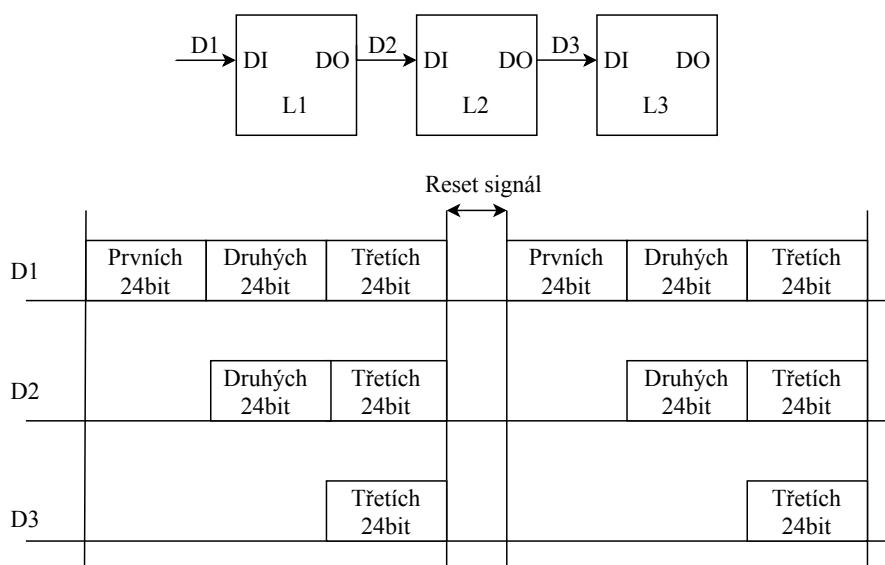 D1 D2 D3
DI DO DI DO DI DO
L1 L2 L3
Reset signál
D1
Prvních
24bit
Druhých
24bit
Třetích
24bit
Prvních
24bit
Druhých
24bit
Třetích
24bit
D2
Druhých
24bit
Třetích
24bit
Druhých
24bit
Třetích
24bit
D3
Třetích
24bit
Třetích
24bit